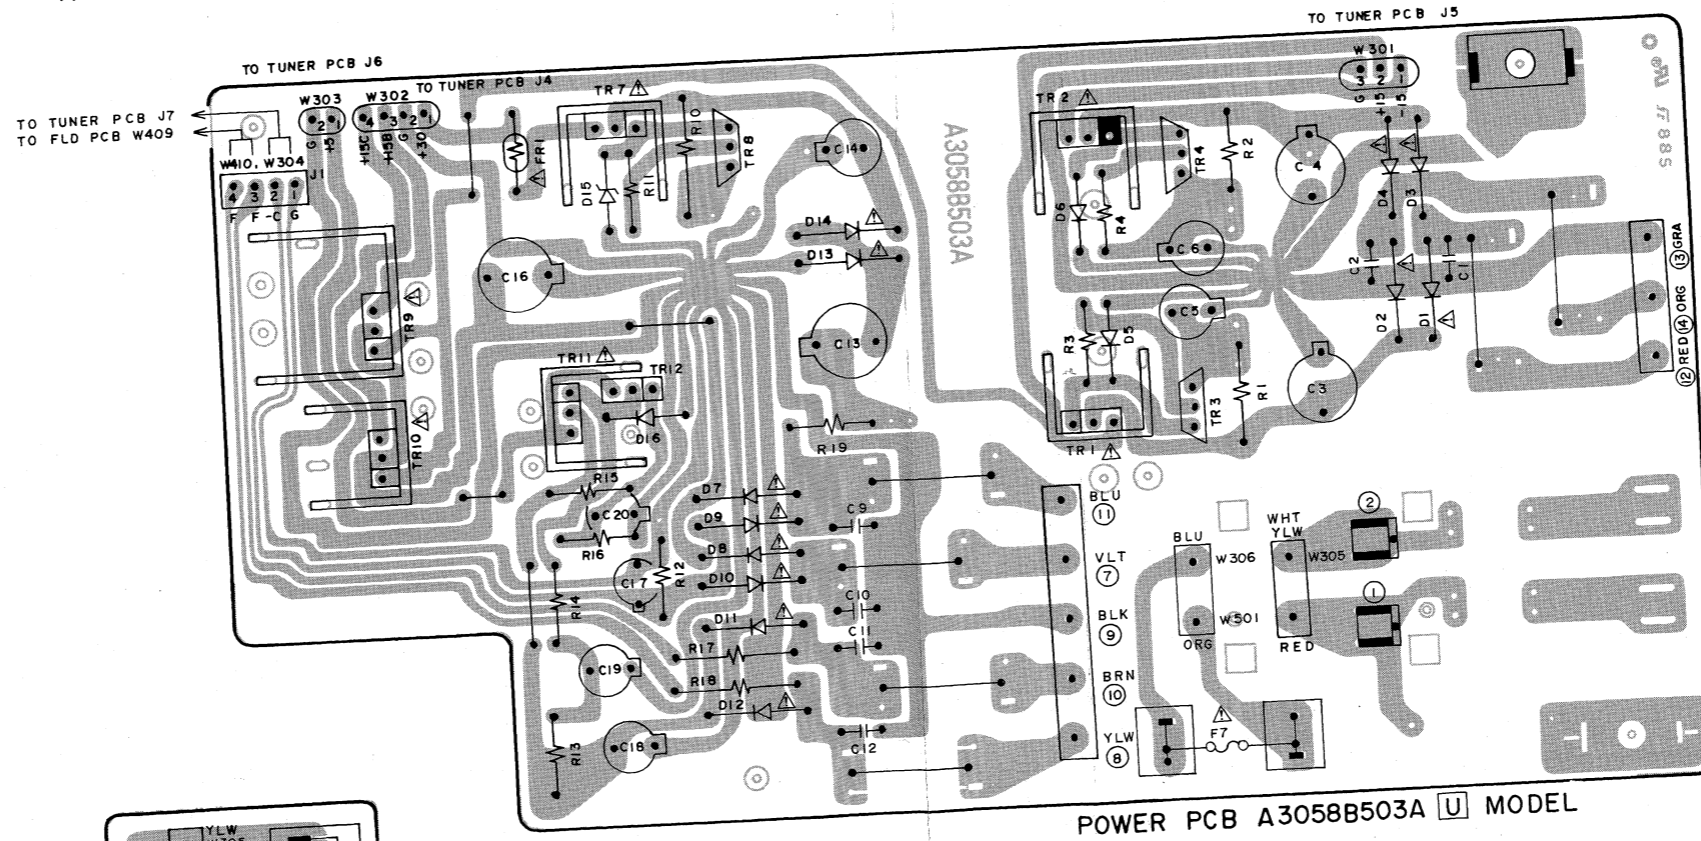 TO TUNER PCB J5
TO TUNER PCB J6
TO TUNER PCB J4
TO TUNER PCB J7
TO FLD PCB W409
W303
W302
W410, W304
J1
2 1
4 3 2 1
G +5
+15C +15B G +30
4 3 2 1
F F -C G
FR1
TR7
R10
TR8
D15
R11
C14
D14
D13
C16
C13
TR9
TR10
TR11
TR12
D16
R19
R15
C20
R16
C17
R12
R14
D7
D9
D8
D10
D11
R17
R18
D12
C9
C10
C11
C12
C19
C18
R13
A3058B503A
W301
3 2 1
G +15 -15
TR2
TR4
R2
C4
D4
D3
D6
R4
C6
C5
C2
C1
D2
D1
R3
D5
TR3
R1
C3
TR1
885
13 GRA
14 ORG
12 RED
BLU
11
VLT
7
BLK
9
BRN
10
YLW
8
BLU
W306
W501
ORG
WHT
YLW
W305
RED
2
1
F7
POWER PCB A3058B503A U MODEL
YLW